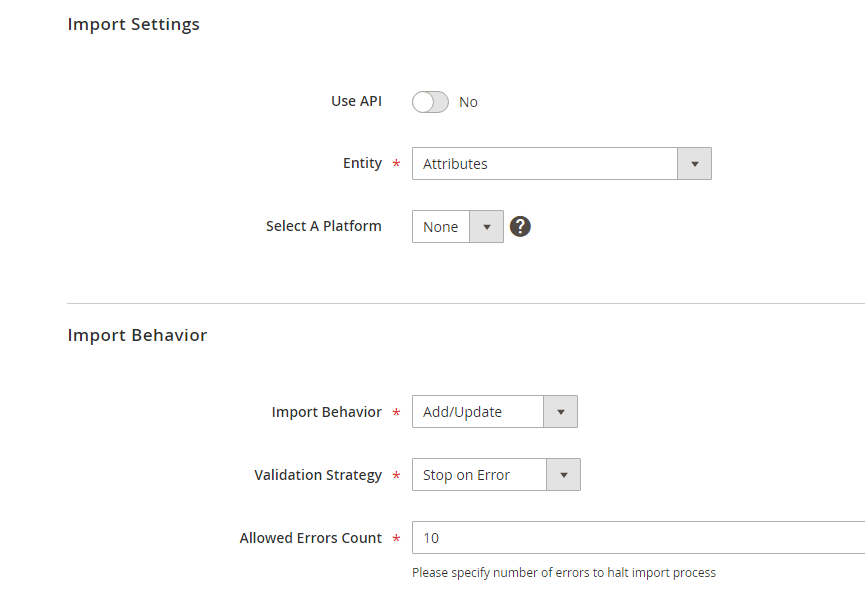 Import Settings
Use API No
Entity * Attributes
Select A Platform None ?
Import Behavior
Import Behavior * Add/Update
Validation Strategy * Stop on Error
Allowed Errors Count * 10
Please specify number of errors to halt import process